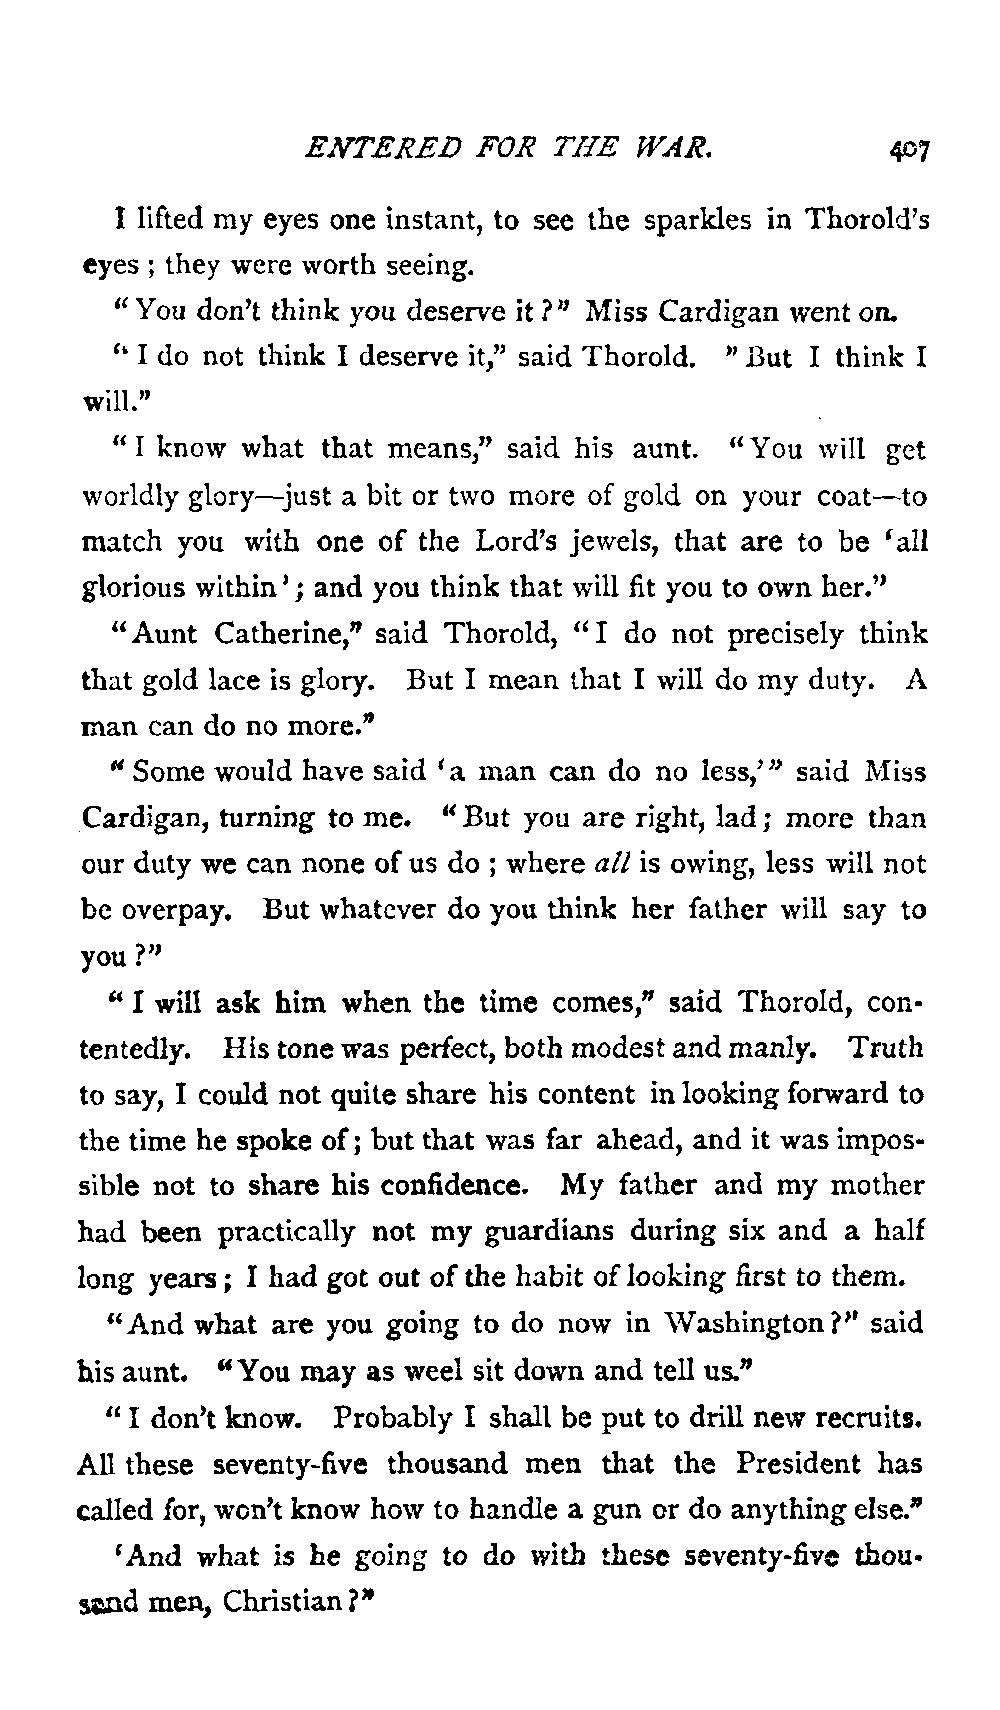 ENTERED FOR THE WAR. 407
I lifted my eyes one instant, to see the sparkles in Thorold's
eyes ; they were worth seeing.
“ You don't think you deserve it ?” Miss Cardigan went on.
“ I do not think I deserve it,” said Thorold. ” But I think I
will.”
“ I know what that means,” said his aunt. “ You will get
worldly glory—just a bit or two more of gold on your coat—to
match you with one of the Lord's jewels, that are to be ‘all
glorious within’ ; and you think that will fit you to own her.”
“Aunt Catherine,” said Thorold, “ I do not precisely think
that gold lace is glory. But I mean that I will do my duty. A
man can do no more.”
“ Some would have said ‘a man can do no less,’” said Miss
Cardigan, turning to me. “ But you are right, lad ; more than
our duty we can none of us do ; where all is owing, less will not
be overpay. But whatever do you think her father will say to
you ?”
“ I will ask him when the time comes,” said Thorold, con-
tentedly. His tone was perfect, both modest and manly. Truth
to say, I could not quite share his content in looking forward to
the time he spoke of ; but that was far ahead, and it was impos-
sible not to share his confidence. My father and my mother
had been practically not my guardians during six and a half
long years ; I had got out of the habit of looking first to them.
“And what are you going to do now in Washington ?” said
his aunt. “You may as weel sit down and tell us.”
“ I don't know. Probably I shall be put to drill new recruits.
All these seventy-five thousand men that the President has
called for, won't know how to handle a gun or do anything else.”
‘And what is he going to do with these seventy-five thou-
sand men, Christian ?”